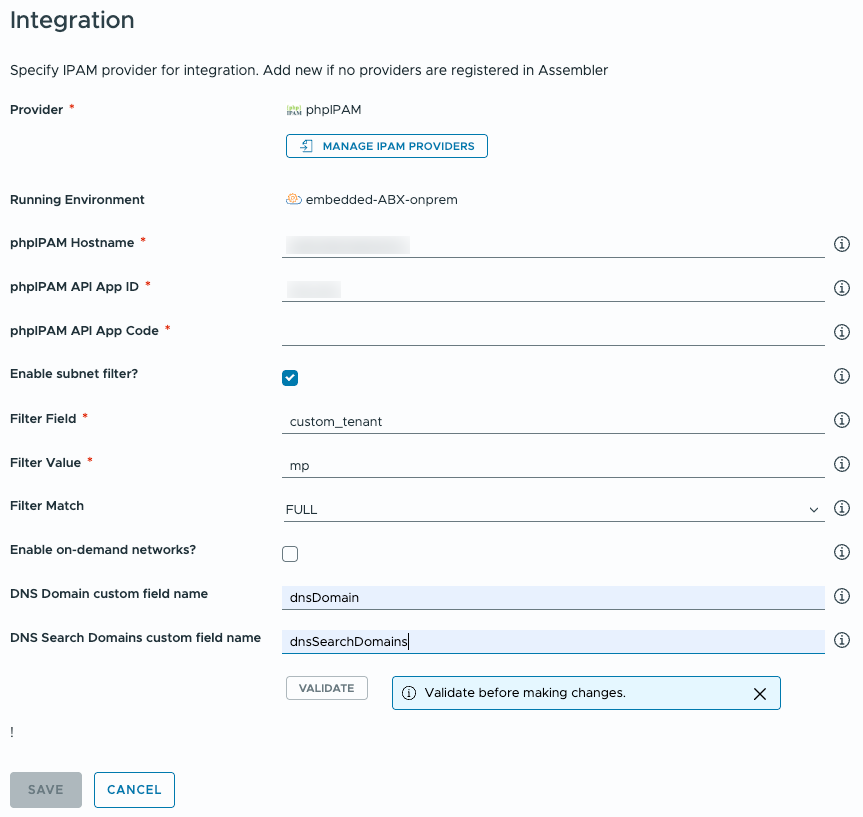 Integration
Specify IPAM provider for integration. Add new if no providers are registered in Assembler
Provider *
php IPAM phpIPAM
MANAGE IPAM PROVIDERS
Running Environment embedded-ABX-onprem
phpIPAM Hostname *
phpIPAM API App ID *
phpIPAM API App Code *
Enable subnet filter?
Filter Field * custom_tenant
Filter Value * mp
Filter Match FULL
Enable on-demand networks?
DNS Domain custom field name dnsDomain
DNS Search Domains custom field name dnsSearchDomains
VALIDATE Validate before making changes.
!
SAVE CANCEL